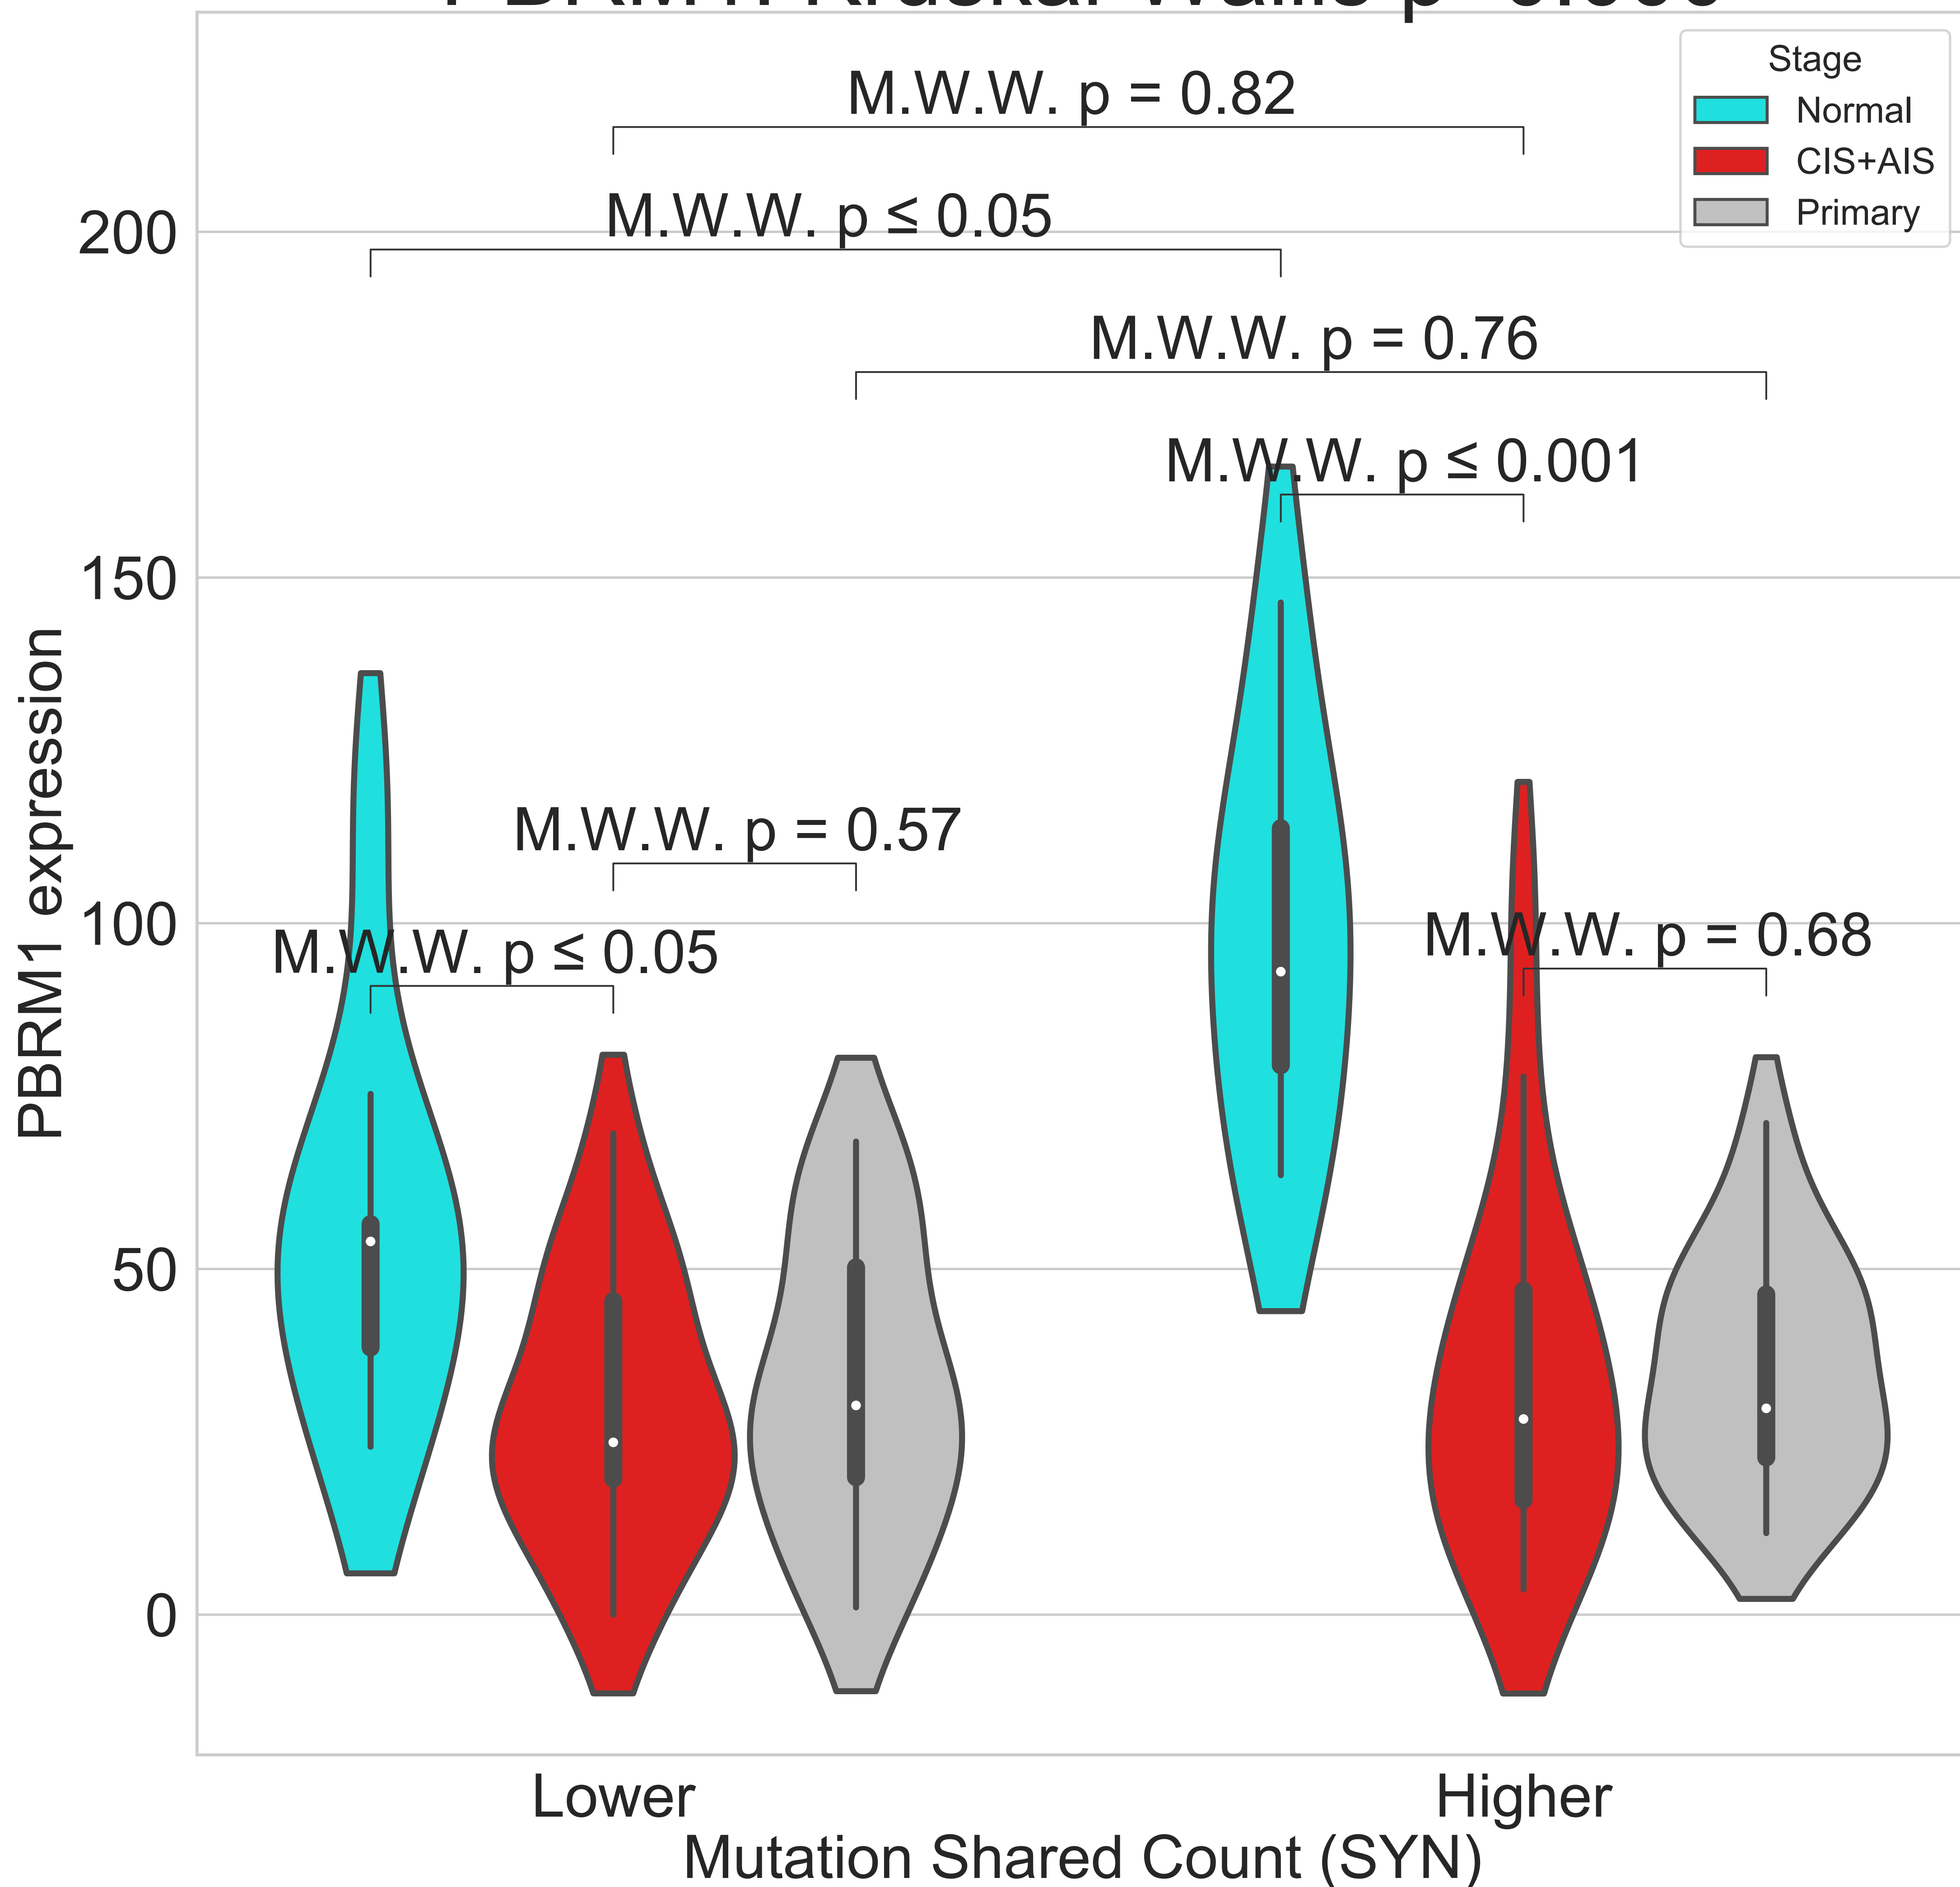 Stage
Normal
CIS+AIS
Primary
M.W.W. p = 0.82
M.W.W. p ≤ 0.05
M.W.W. p = 0.76
M.W.W. p ≤ 0.001
M.W.W. p = 0.57
M.W.W. p ≤ 0.05
M.W.W. p = 0.68
200
150
100
50
0
PBRM1 expression
Lower
Higher
Mutation Shared Count (SYN)